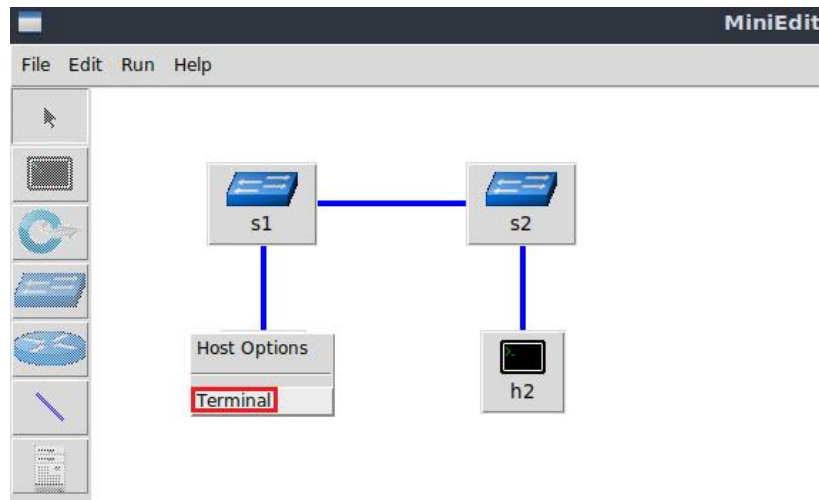 MiniEdit
File Edit Run Help
s1
s2
Host Options
Terminal
h2